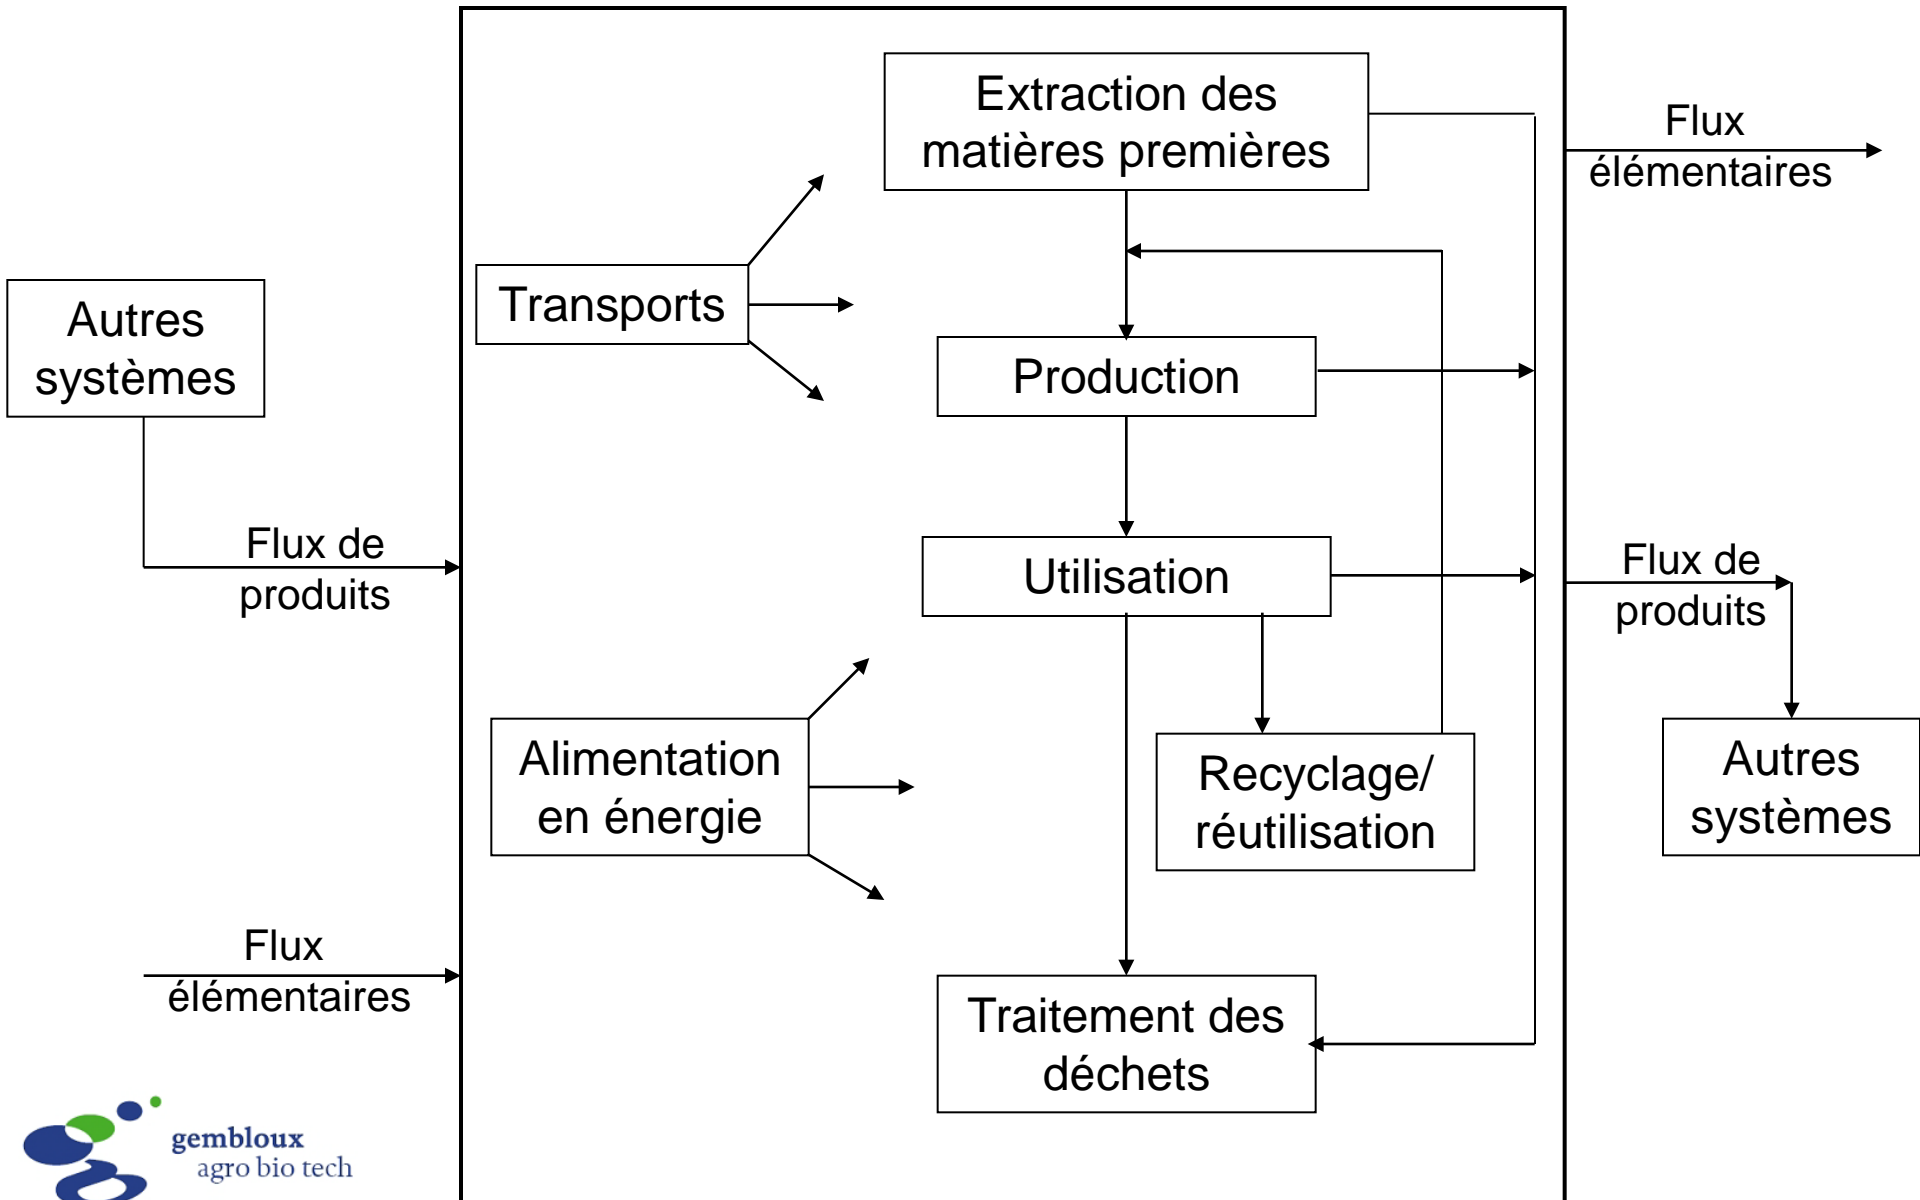 Extraction des
matières premières
Flux
élémentaires
Transports
Autres
systèmes
Production
Flux de
produits
Utilisation
Flux de
produits
Alimentation
en énergie
Recyclage/
réutilisation
Autres
systèmes
Flux
élémentaires
Traitement des
déchets
gembloux
agro bio tech